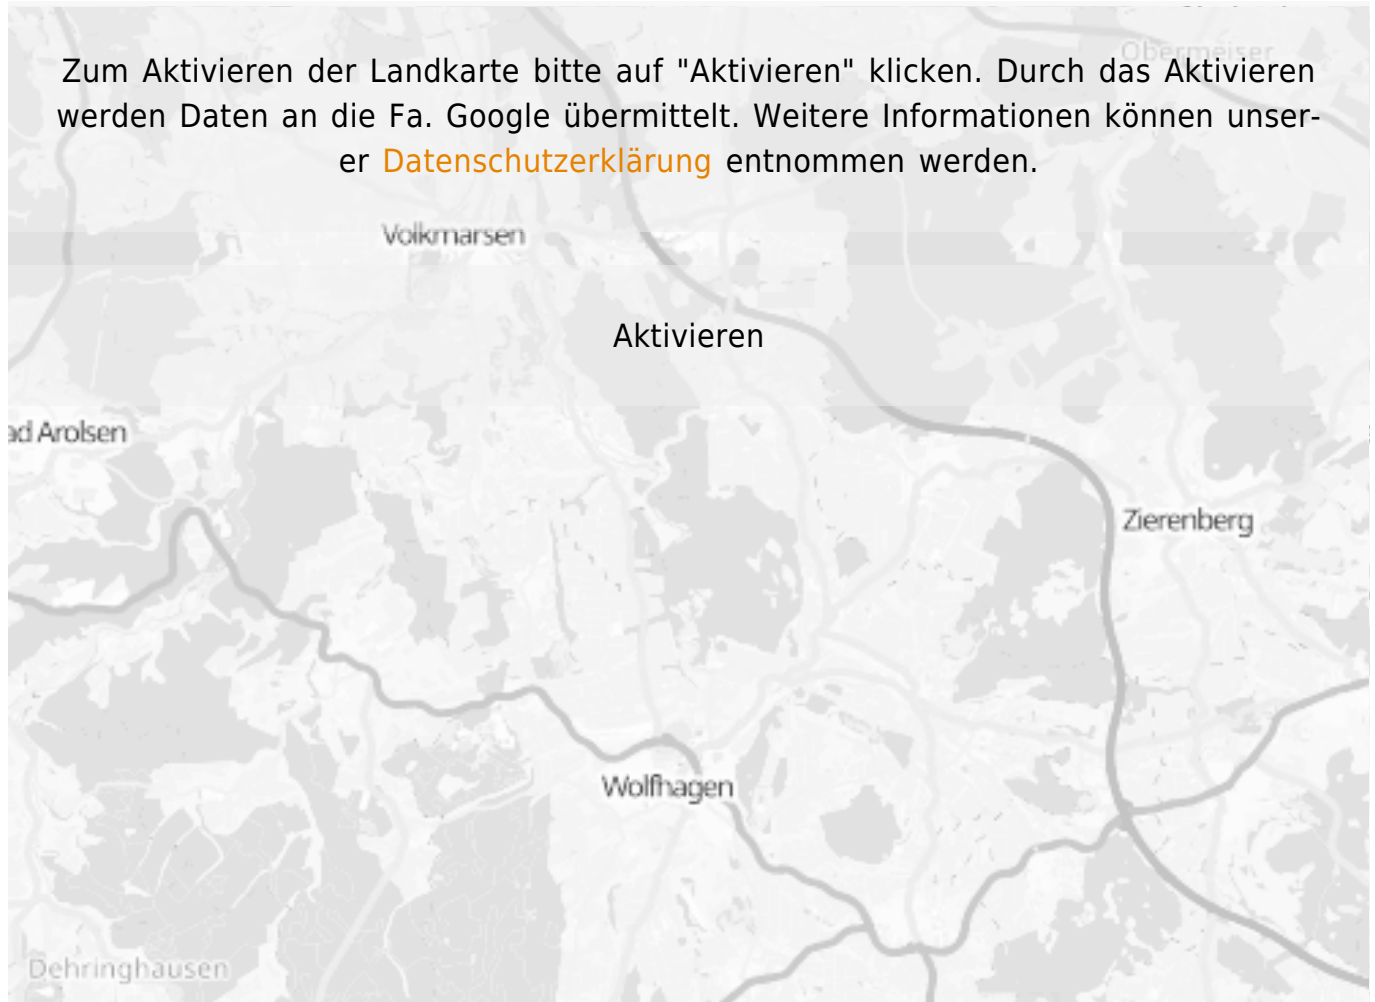 Obermeiser
Zum Aktivieren der Landkarte bitte auf "Aktivieren" klicken. Durch das Aktivieren
werden Daten an die Fa. Google übermittelt. Weitere Informationen können unser-
er Datenschutzerklärung entnommen werden.
Volkmarsen
Aktivieren
ad Arolsen
Zierenberg
Wolfhagen
Dehringhausen